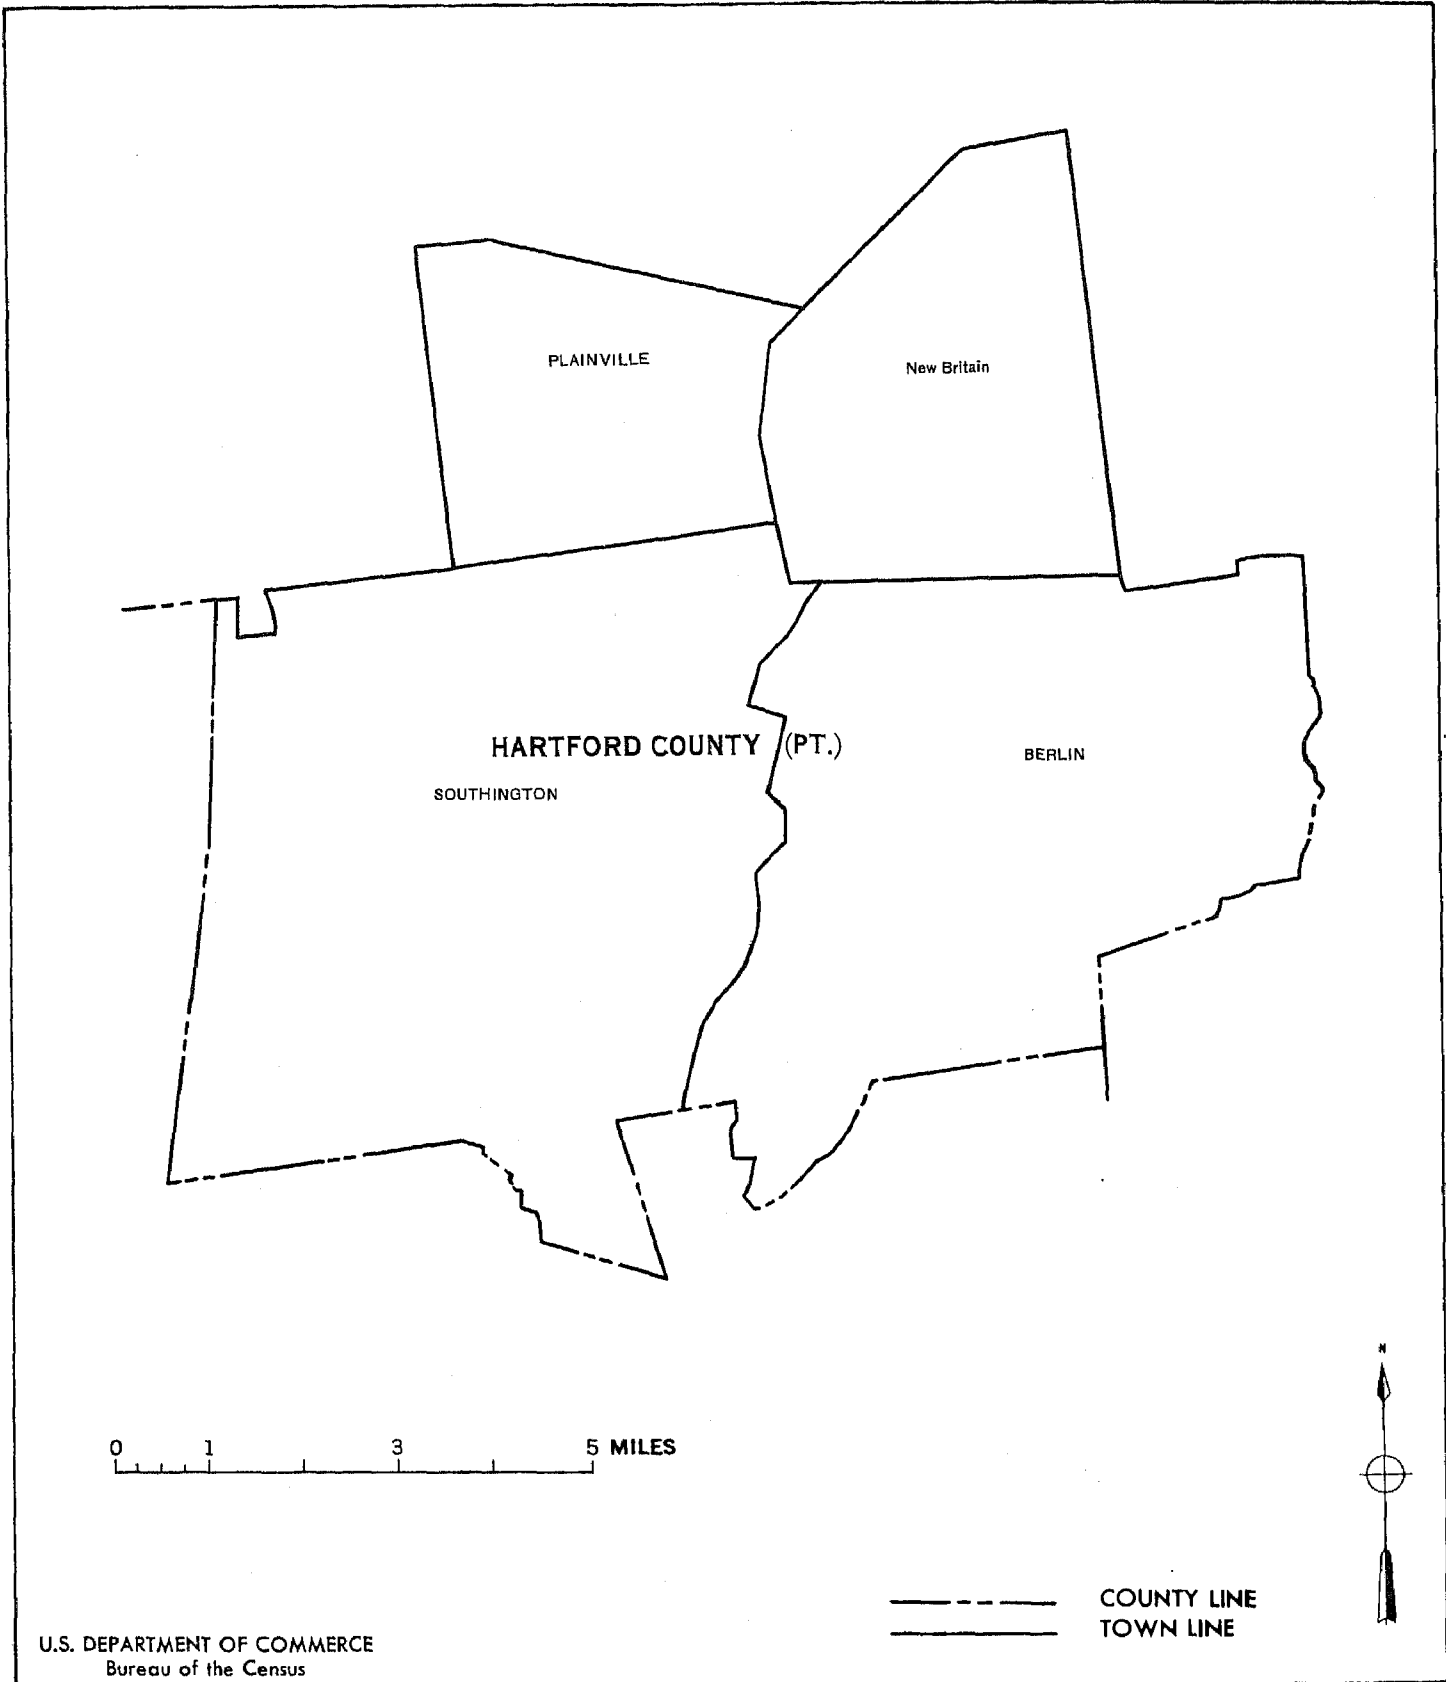 PLAINVILLE
New Britain
HARTFORD COUNTY (PT.)
BERLIN
SOUTHINGTON
N
0 1 3 5 MILES
COUNTY LINE
TOWN LINE
U.S. DEPARTMENT OF COMMERCE
Bureau of the Census